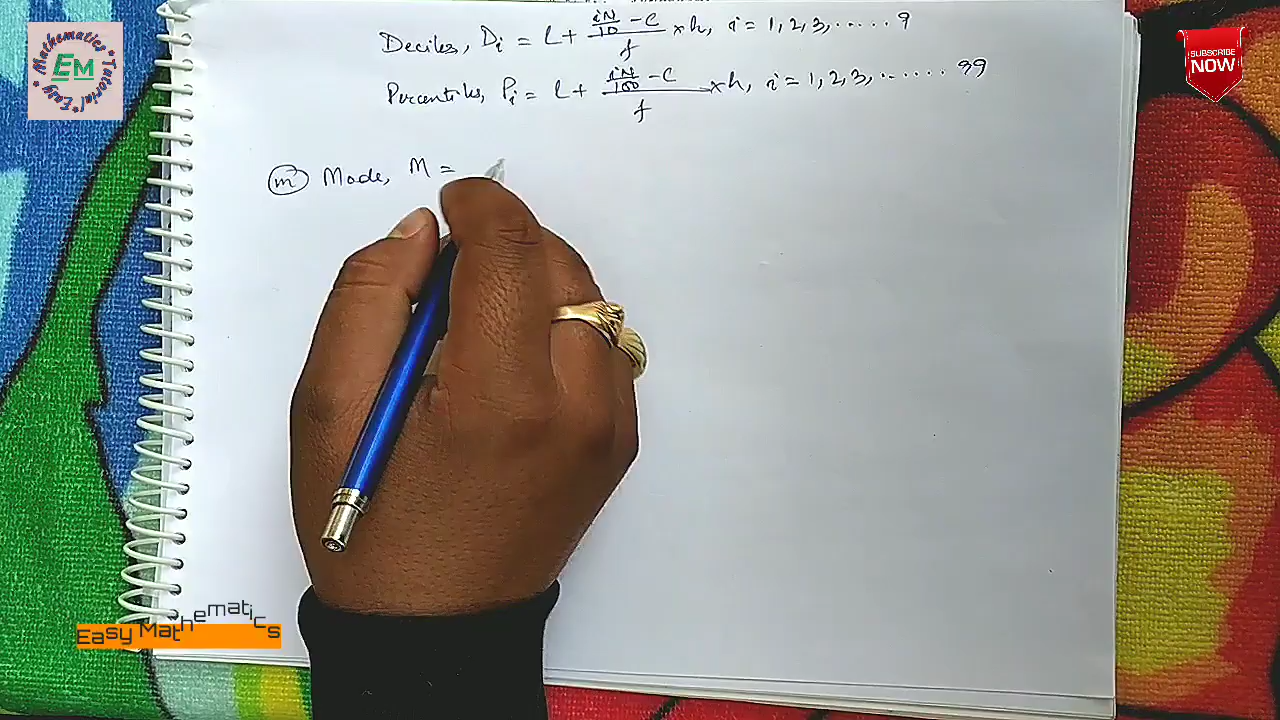 Deciles, Di = l + (iN/10 - C)/f × h, i = 1, 2, 3, ...... 9
Percentiles, Pi = l + (iN/100 - C)/f × h, i = 1, 2, 3, ....... 99
m Mode, M =
Mathematics Tutorial Easy
EM
SUBSCRIBE
NOW
Easy Mathematics